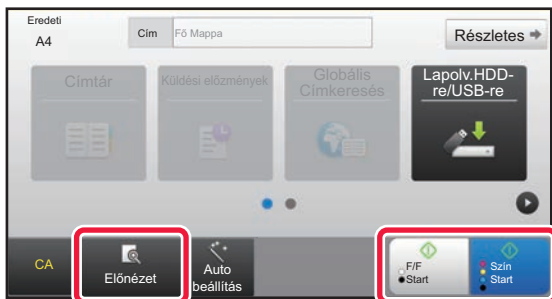 Eredeti
A4
Cím
Fő Mappa
Részletes
Címtár
Küldési előzmények
Globális
Címkeresés
Lapolv.HDD-
re/USB-re
CA
Előnézet
Auto
beállítás
F/F
Start
Szín
Start